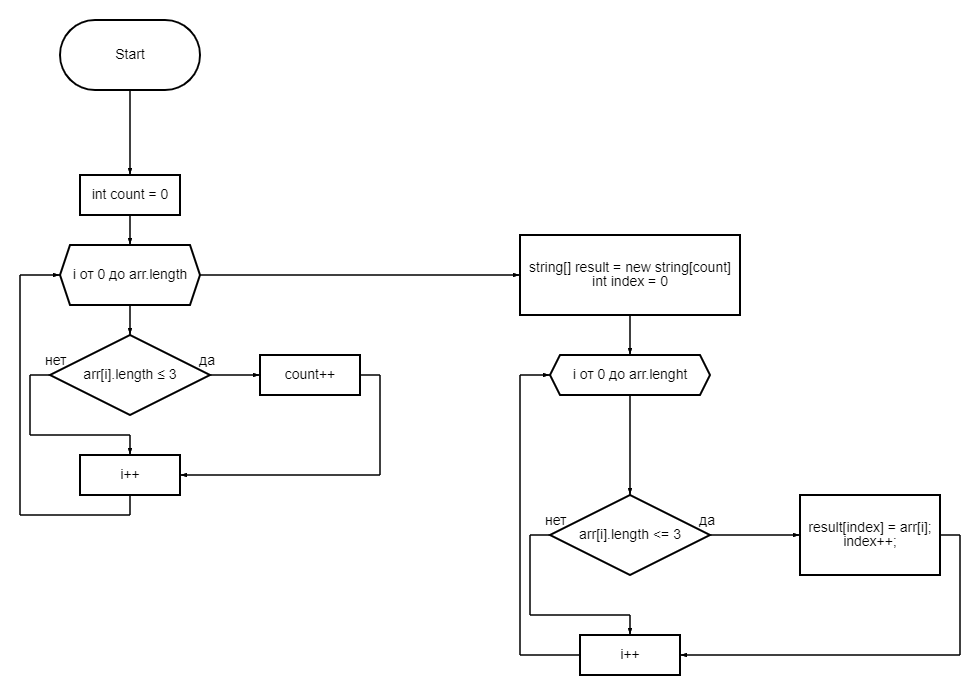 Start
int count = 0
i от 0 до arr.length
нет
да
arr[i].length ≤ 3
count++
i++
string[] result = new string[count]
int index = 0
i от 0 до arr.lenght
нет
да
arr[i].length <= 3
result[index] = arr[i];
index++;
i++